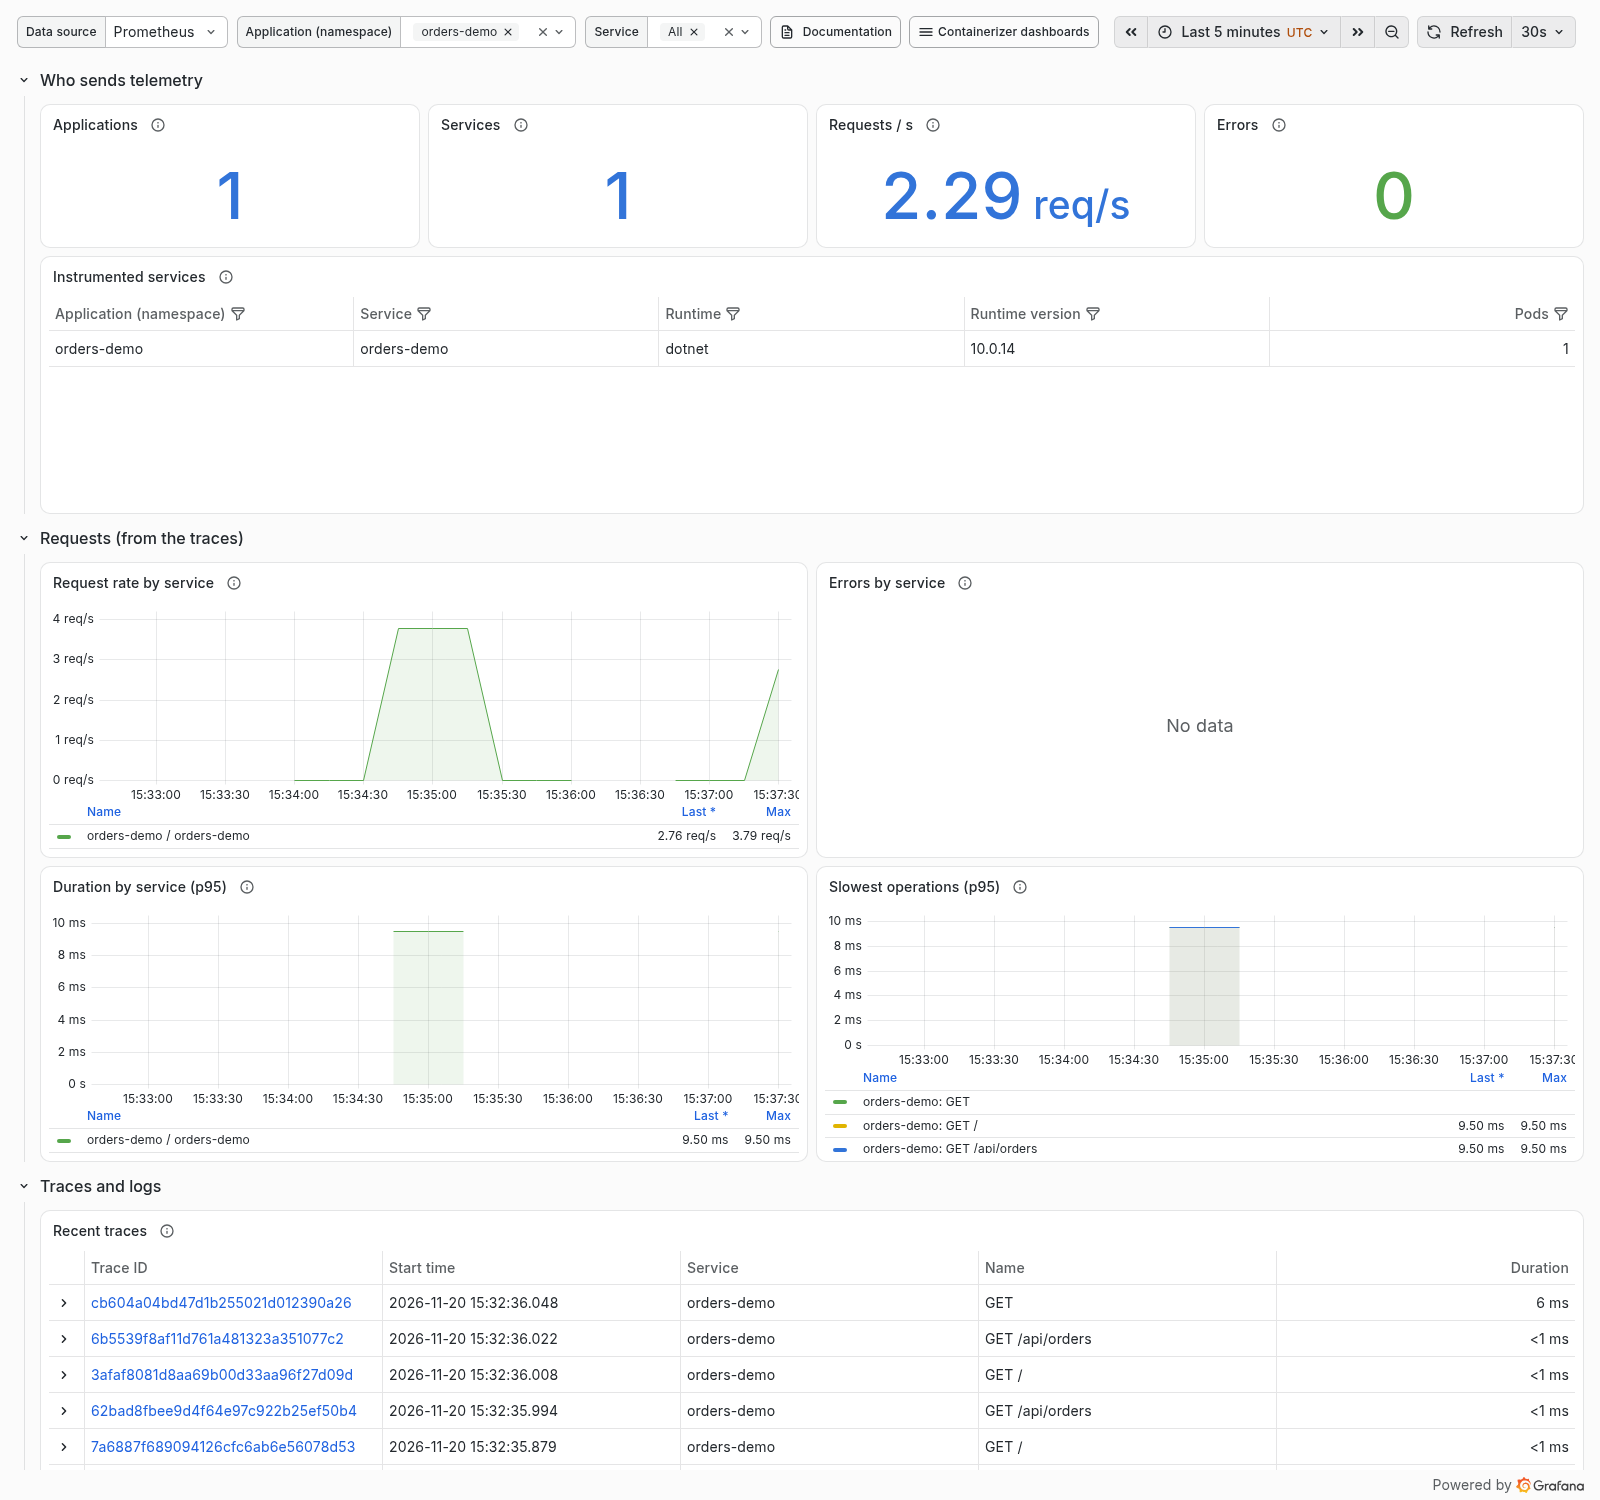 Data source Prometheus Application (namespace) orders-demo Service All Documentation Containerizer dashboards Last 5 minutes UTC Refresh 30s
Who sends telemetry
Applications Services Requests / s Errors
1 1 2.29 req/s 0
Instrumented services
Application (namespace) Service Runtime Runtime version Pods
orders-demo orders-demo dotnet 10.0.14 1
Requests (from the traces)
Request rate by service
4 req/s
3 req/s
2 req/s
1 req/s
0 req/s
15:33:00 15:33:30 15:34:00 15:34:30 15:35:00 15:35:30 15:36:00 15:36:30 15:37:00 15:37:30
Name Last * Max
orders-demo / orders-demo 2.76 req/s 3.79 req/s
Errors by service
No data
Duration by service (p95)
10 ms
8 ms
6 ms
4 ms
2 ms
0 s
15:33:00 15:33:30 15:34:00 15:34:30 15:35:00 15:35:30 15:36:00 15:36:30 15:37:00 15:37:30
Name Last * Max
orders-demo / orders-demo 9.50 ms 9.50 ms
Slowest operations (p95)
10 ms
8 ms
6 ms
4 ms
2 ms
0 s
15:33:00 15:33:30 15:34:00 15:34:30 15:35:00 15:35:30 15:36:00 15:36:30 15:37:00 15:37:30
Name Last * Max
orders-demo: GET
orders-demo: GET / 9.50 ms 9.50 ms
orders-demo: GET /api/orders 9.50 ms 9.50 ms
Traces and logs
Recent traces
Trace ID Start time Service Name Duration
cb604a04bd47d1b255021d012390a26 2026-11-20 15:32:36.048 orders-demo GET 6 ms
6b5539f8af11d761a481323a351077c2 2026-11-20 15:32:36.022 orders-demo GET /api/orders <1 ms
3afaf8081d8aa69b00d33aa96f27d09d 2026-11-20 15:32:36.008 orders-demo GET / <1 ms
62bad8fbee9d4f64e97c922b25ef50b4 2026-11-20 15:32:35.994 orders-demo GET /api/orders <1 ms
7a6887f689094126cfc6ab6e56078d53 2026-11-20 15:32:35.879 orders-demo GET / <1 ms
Powered by Grafana